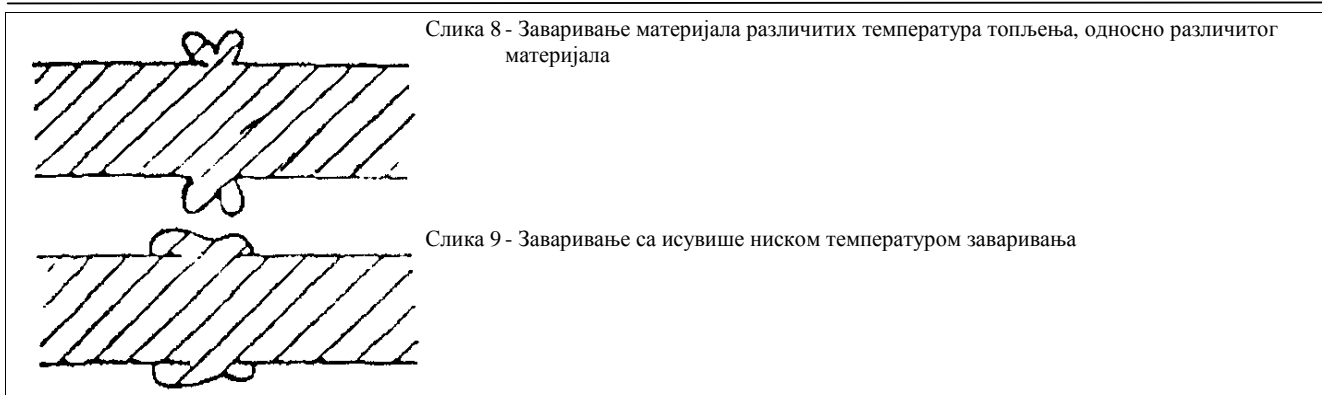 Слика 8 - Заваривање материјала различитих температура топљења, односно различитог
материјала
Слика 9 - Заваривање са исувише ниском температуром заваривања